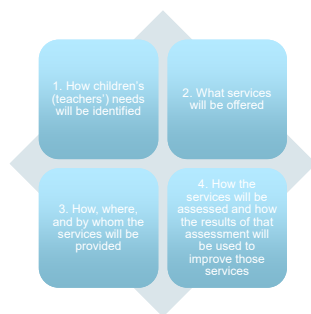 1. How children's
(teachers') needs
will be identified
2. What services
will be offered
3. How, where,
and by whom the
services will be
provided
4. How the
services will be
assessed and how
the results of that
assessment will
be used to
improve those
services